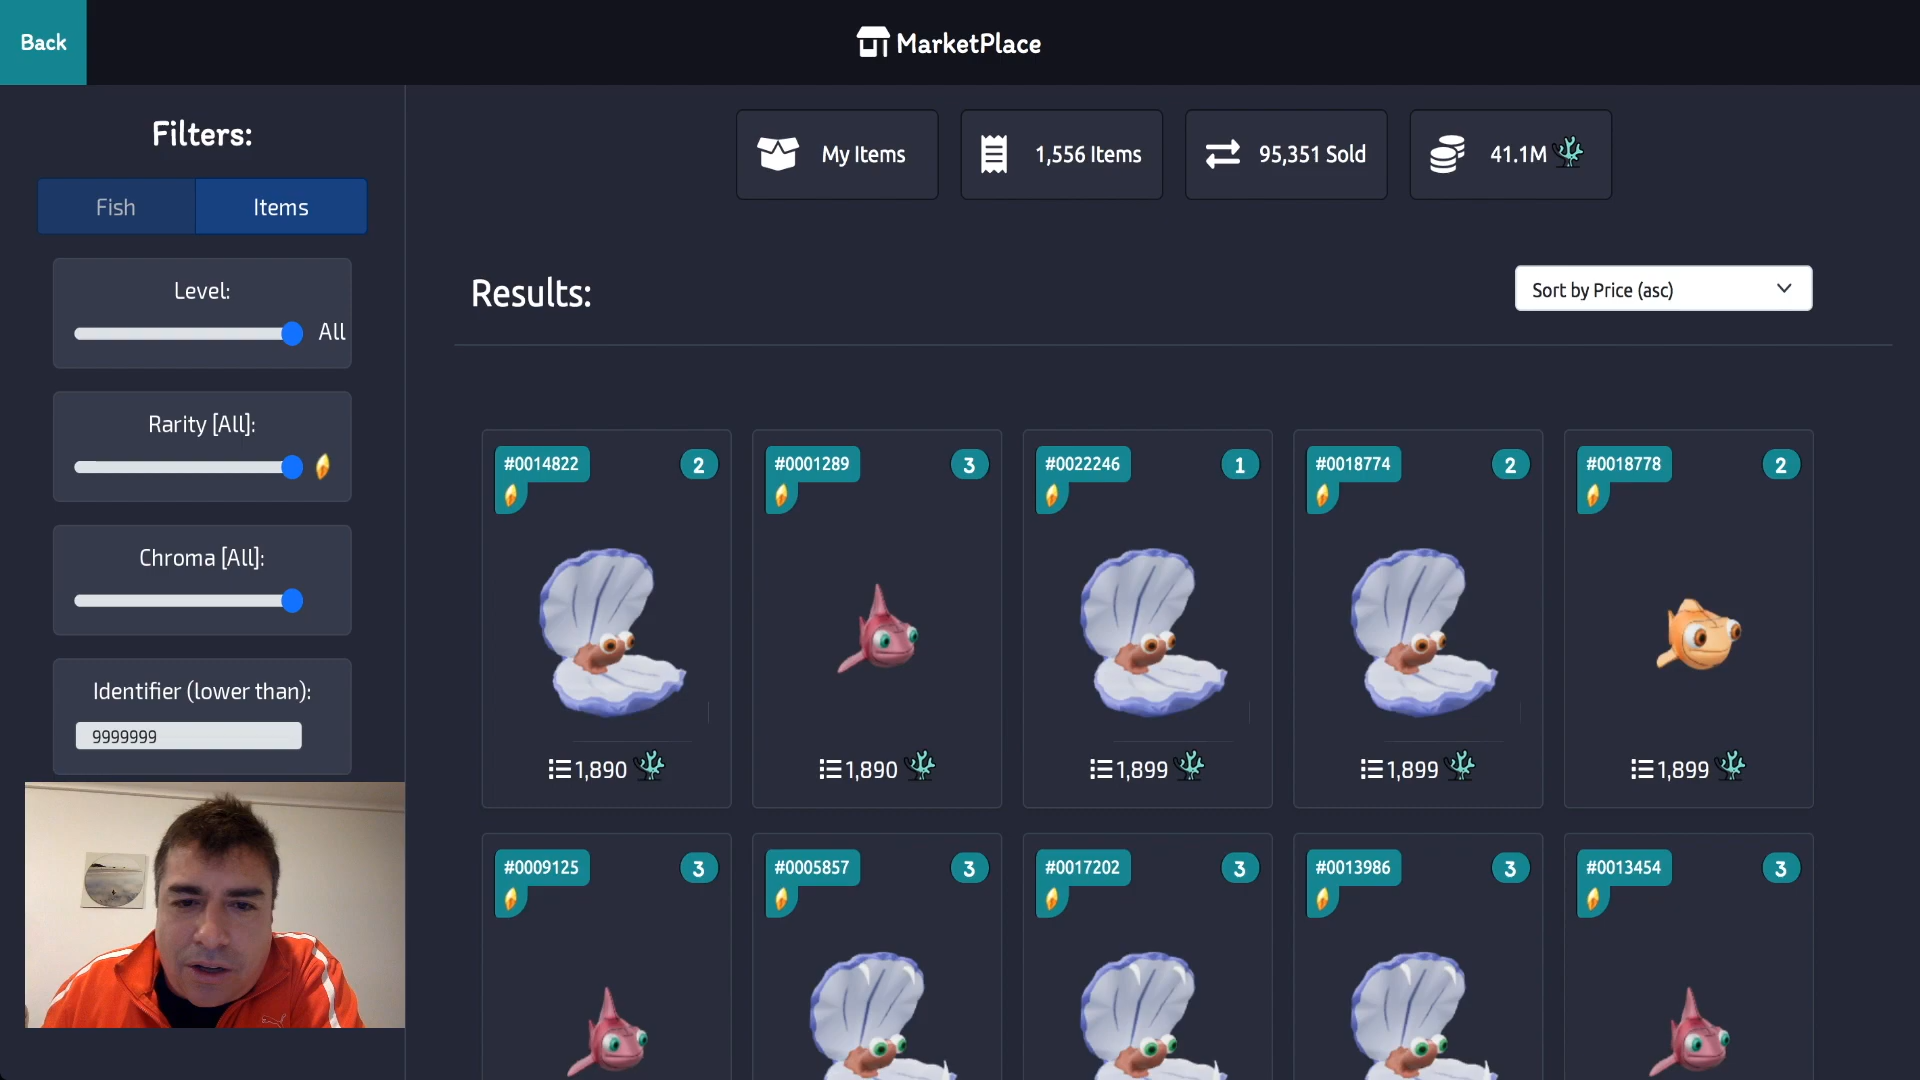 Back
MarketPlace
Filters:
Fish
Items
Level:
All
Rarity [All]:
Chroma [All]:
Identifier (lower than):
9999999
My Items
1,556 Items
95,351 Sold
41.1M
Results:
Sort by Price (asc)
#0014822
2
1,890
#0001289
3
1,890
#0022246
1
1,899
#0018774
2
1,899
#0018778
2
1,899
#0009125
3
#0005857
3
#0017202
3
#0013986
3
#0013454
3